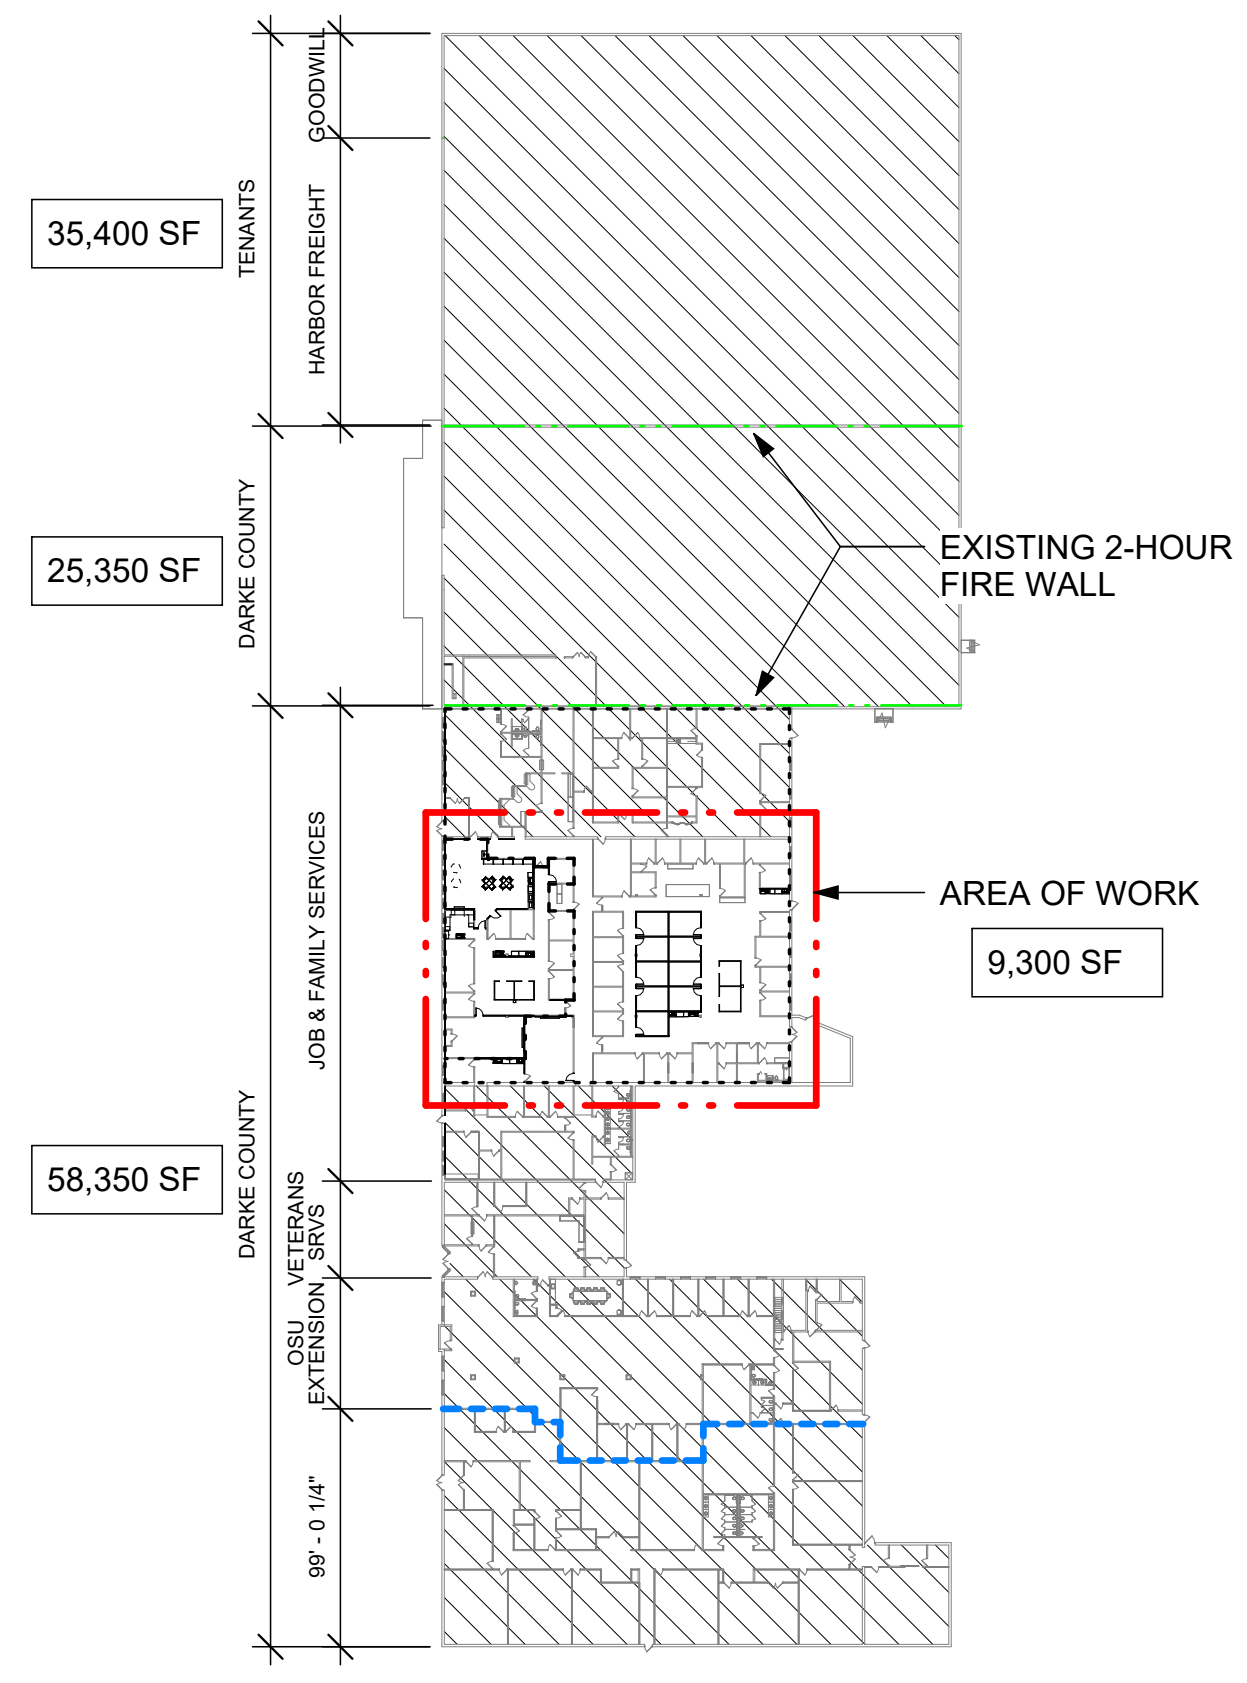 GOODWILL
TENANTS
35,400 SF
HARBOR FREIGHT
DARKE COUNTY
25,350 SF
EXISTING 2-HOUR
FIRE WALL
JOB & FAMILY SERVICES
AREA OF WORK
9,300 SF
DARKE COUNTY
58,350 SF
VETERANS
SRVS
OSU
EXTENSION
99' - 0 1/4"